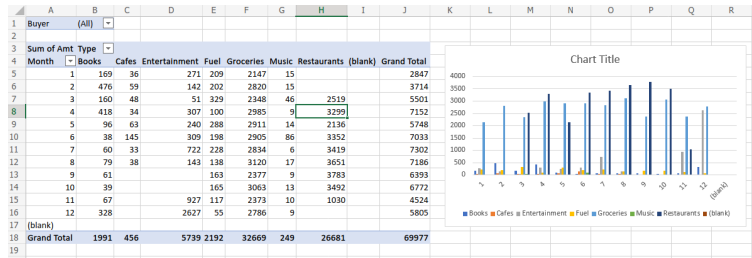 A B C D E F G H I J K L M N O P Q R
1 Buyer (All)
2
3 Sum of Amt Type
4 Month Books Cafes Entertainment Fuel Groceries Music Restaurants (blank) Grand Total
5 1 169 36 271 209 2147 15 2847
6 2 476 59 142 202 2820 15 3714
7 3 160 48 51 329 2348 46 2519 5501
8 4 418 34 307 100 2985 9 3299 7152
9 5 96 63 240 288 2911 14 2136 5748
10 6 38 145 309 198 2905 86 3352 7033
11 7 60 33 722 228 2834 6 3419 7302
12 8 79 38 143 138 3120 17 3651 7186
13 9 61 163 2377 9 3783 6393
14 10 39 165 3063 13 3492 6772
15 11 67 927 117 2373 10 1030 4524
16 12 328 2627 55 2786 9 5805
17 (blank)
18 Grand Total 1991 456 5739 2192 32669 249 26681 69977
19
Chart Title
4000
3500
3000
2500
2000
1500
1000
500
0
1 2 3 4 5 6 7 8 9 10 11 12 (blank)
Books Cafes Entertainment Fuel Groceries Music Restaurants (blank)